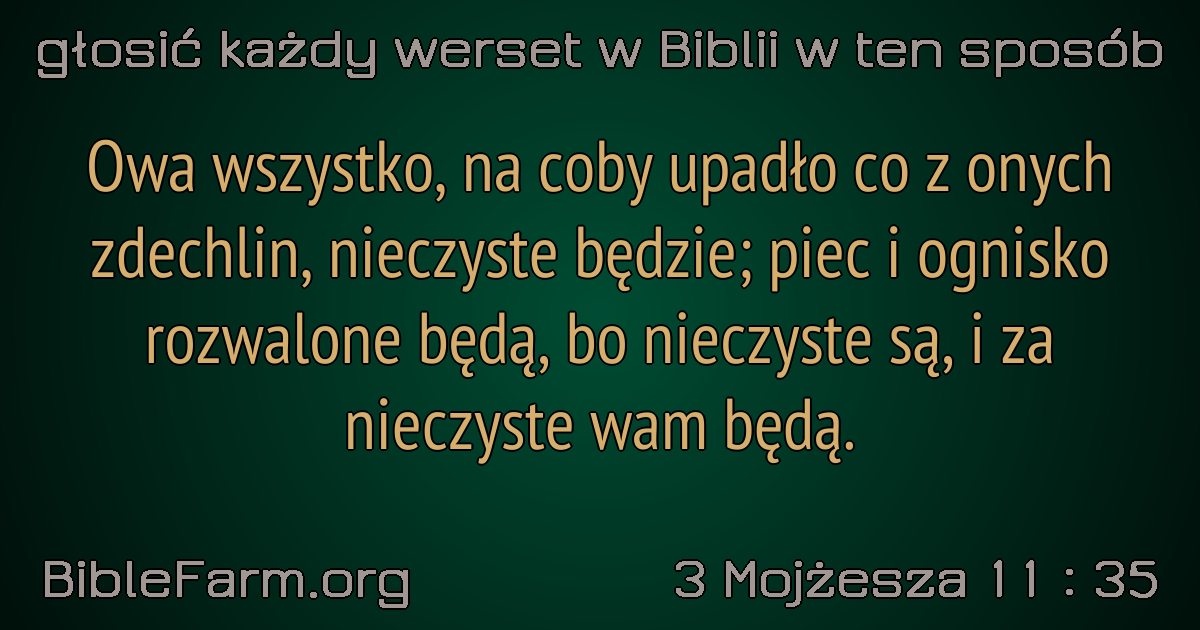 głosić każdy werset w Biblii w ten sposób
Owa wszystko, na coby upadło co z onych
zdechlin, nieczyste będzie; piec i ognisko
rozwalone będą, bo nieczyste są, i za
nieczyste wam będą.
BibleFarm.org
3 Mojżesza 11 : 35